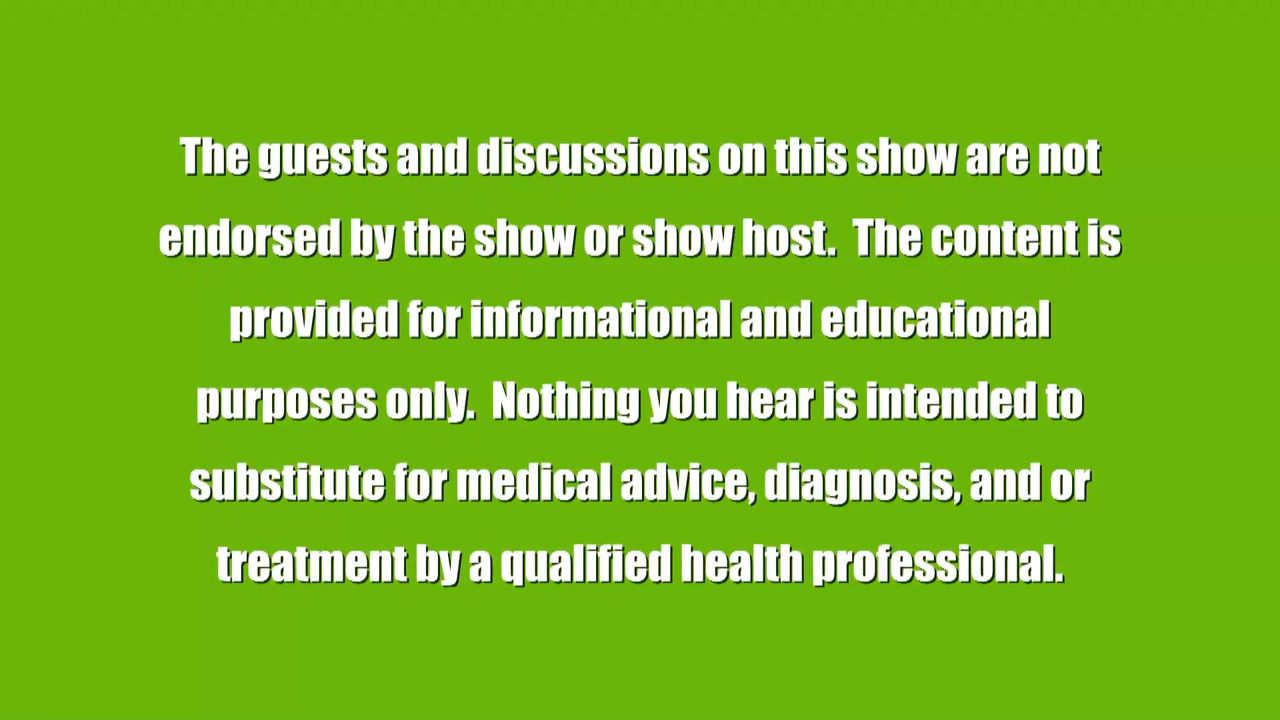 The guests and discussions on this show are not
endorsed by the show or show host.  The content is
provided for informational and educational
purposes only.  Nothing you hear is intended to
substitute for medical advice, diagnosis, and or
treatment by a qualified health professional.